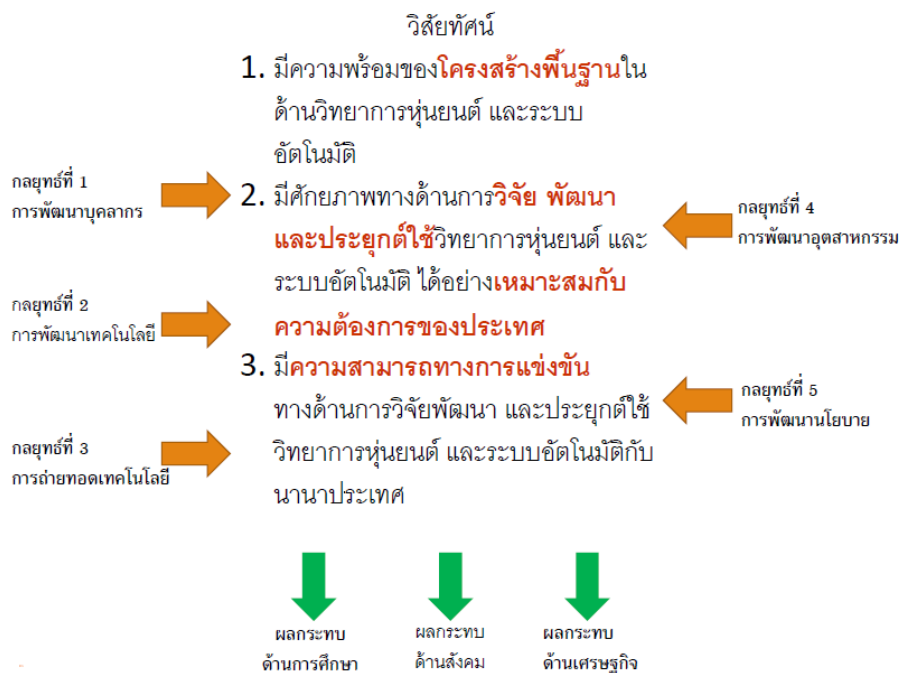 วิสัยทัศน์
1. มีความพร้อมของโครงสร้างพื้นฐานใน
ด้านวิทยาการหุ่นยนต์ และระบบ
อัตโนมัติ
2. มีศักยภาพทางด้านการวิจัย พัฒนา
และประยุกต์ใช้วิทยาการหุ่นยนต์ และ
ระบบอัตโนมัติ ได้อย่างเหมาะสมกับ
ความต้องการของประเทศ
3. มีความสามารถทางการแข่งขัน
ทางด้านการวิจัยพัฒนา และประยุกต์ใช้
วิทยาการหุ่นยนต์ และระบบอัตโนมัติกับ
นานาประเทศ
กลยุทธ์ที่ 1
การพัฒนาบุคลากร
กลยุทธ์ที่ 2
การพัฒนาเทคโนโลยี
กลยุทธ์ที่ 3
การถ่ายทอดเทคโนโลยี
กลยุทธ์ที่ 4
การพัฒนาอุตสาหกรรม
กลยุทธ์ที่ 5
การพัฒนานโยบาย
ผลกระทบ
ด้านการศึกษา
ผลกระทบ
ด้านสังคม
ผลกระทบ
ด้านเศรษฐกิจ